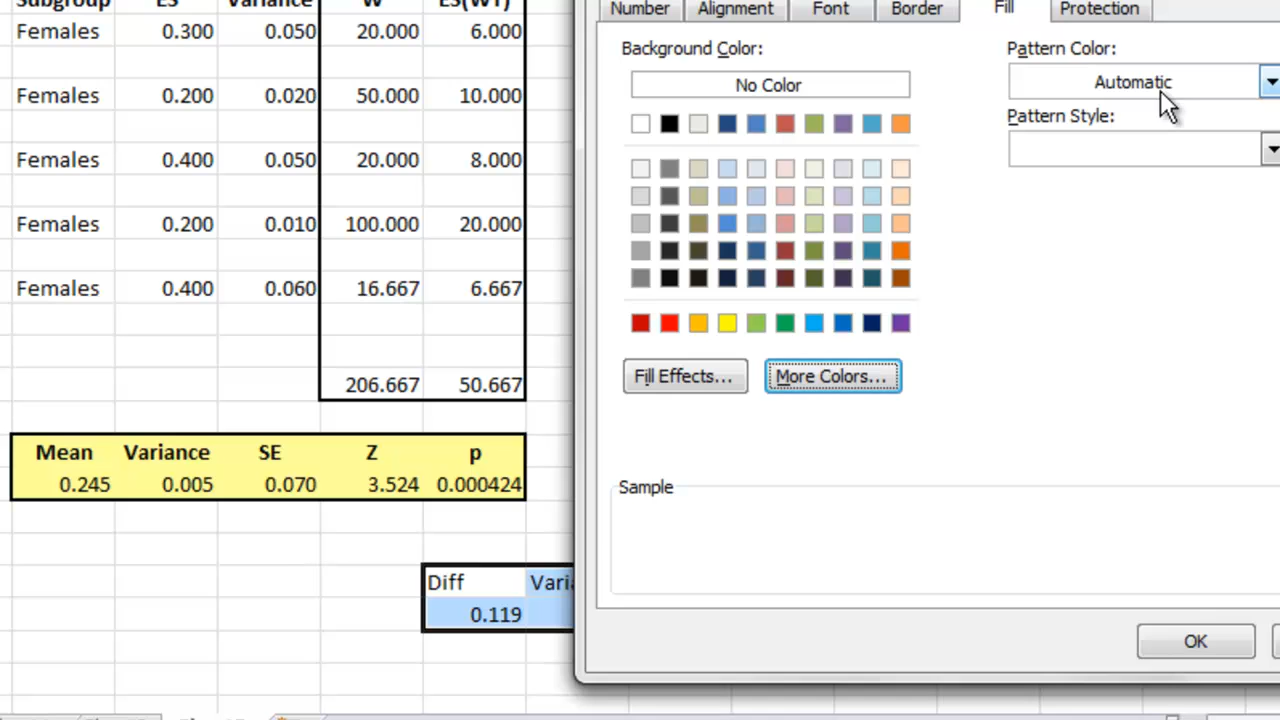 Subgroup ES Variance W ES(WT)
Females 0.300 0.050 20.000 6.000
Females 0.200 0.020 50.000 10.000
Females 0.400 0.050 20.000 8.000
Females 0.200 0.010 100.000 20.000
Females 0.400 0.060 16.667 6.667
206.667 50.667
Mean Variance SE Z p
0.245 0.005 0.070 3.524 0.000424
Diff
0.119
Number Alignment Font Border Fill Protection
Background Color:
No Color
Fill Effects...
More Colors...
Pattern Color:
Automatic
Pattern Style:
Sample
OK